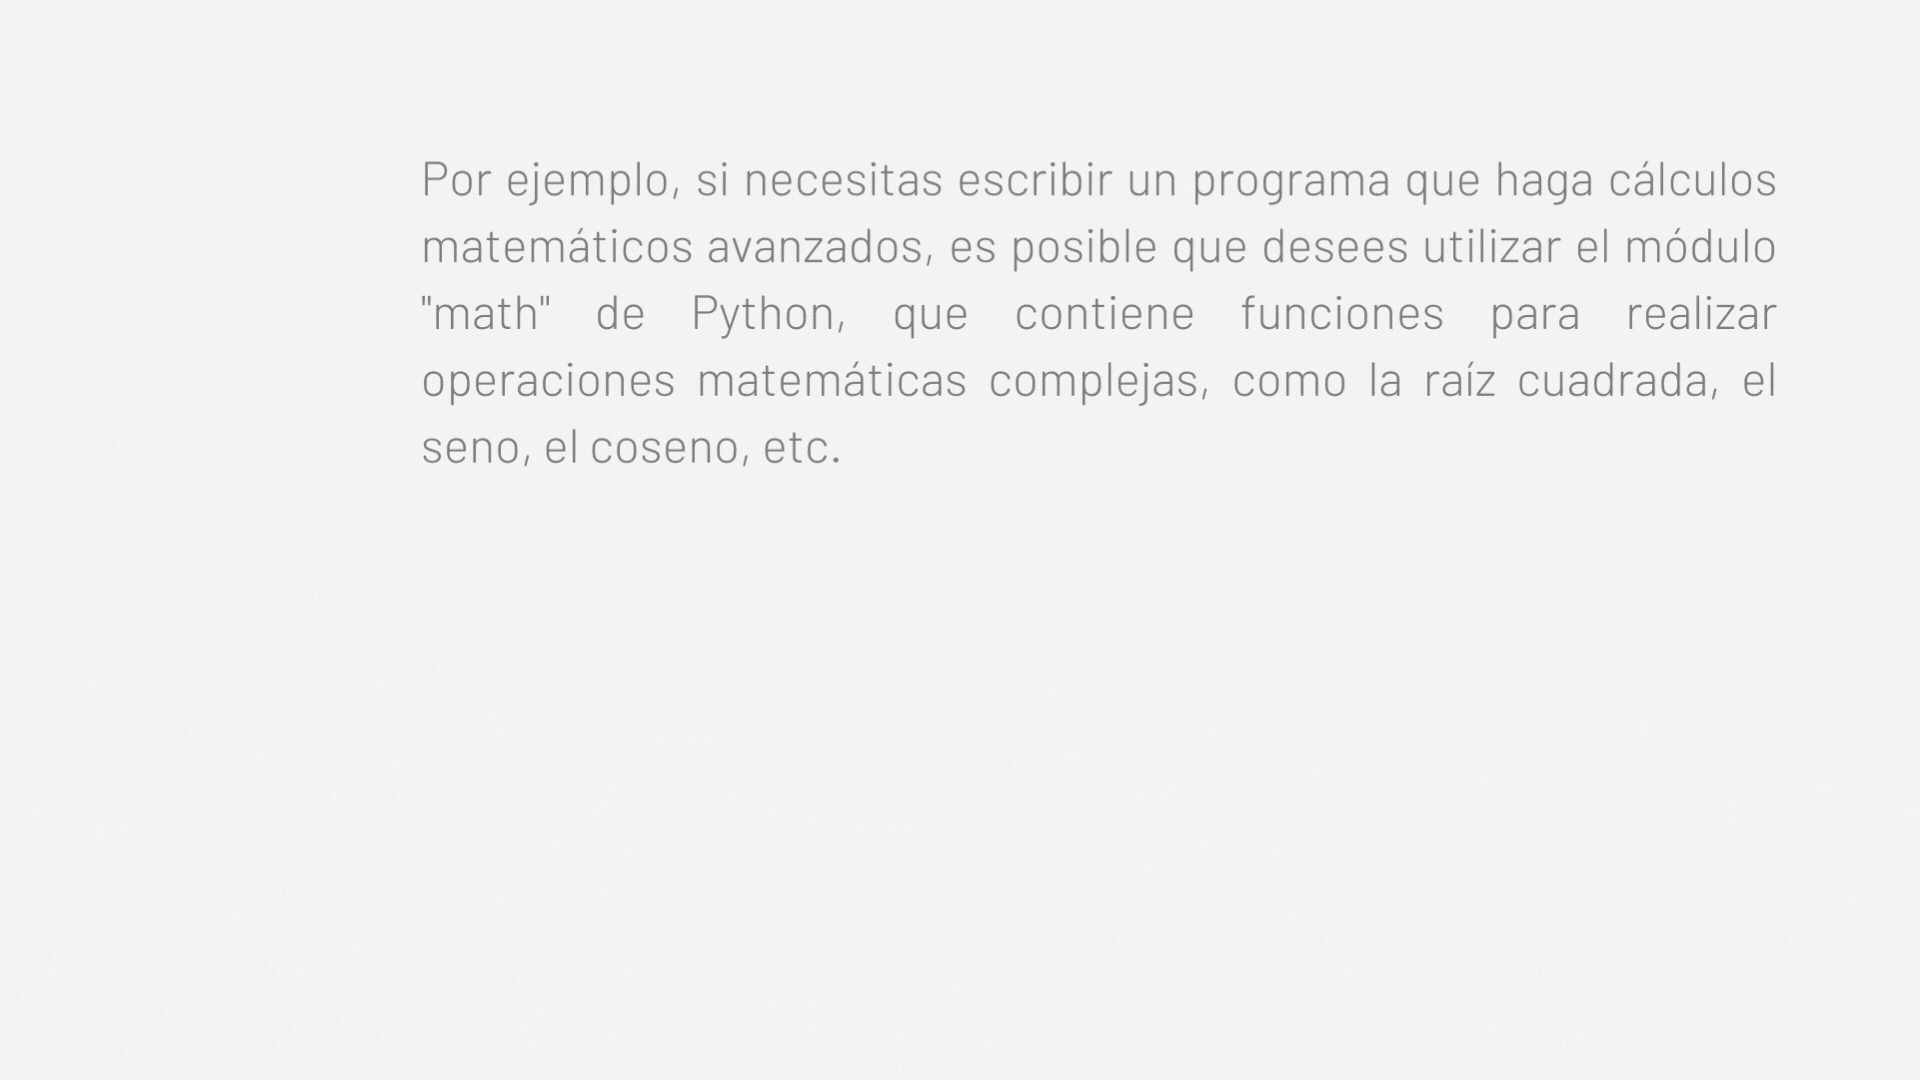 Por ejemplo, si necesitas escribir un programa que haga cálculos
matemáticos avanzados, es posible que desees utilizar el módulo
"math" de Python, que contiene funciones para realizar
operaciones matemáticas complejas, como la raíz cuadrada, el
seno, el coseno, etc.